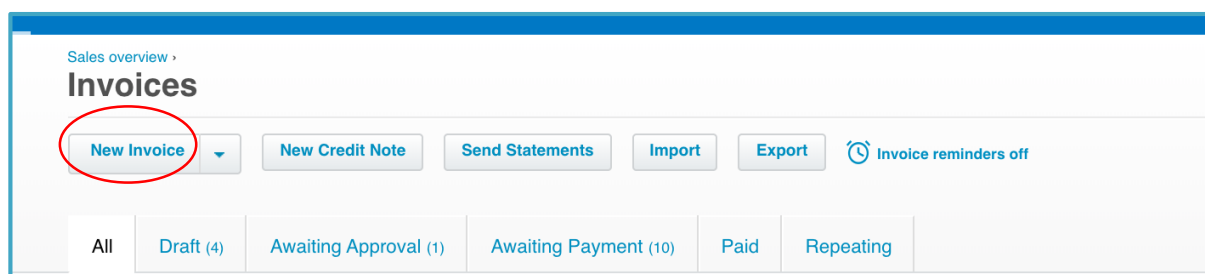 Sales overview ›
Invoices
New Invoice New Credit Note Send Statements Import Export Invoice reminders off
All Draft (4) Awaiting Approval (1) Awaiting Payment (10) Paid Repeating